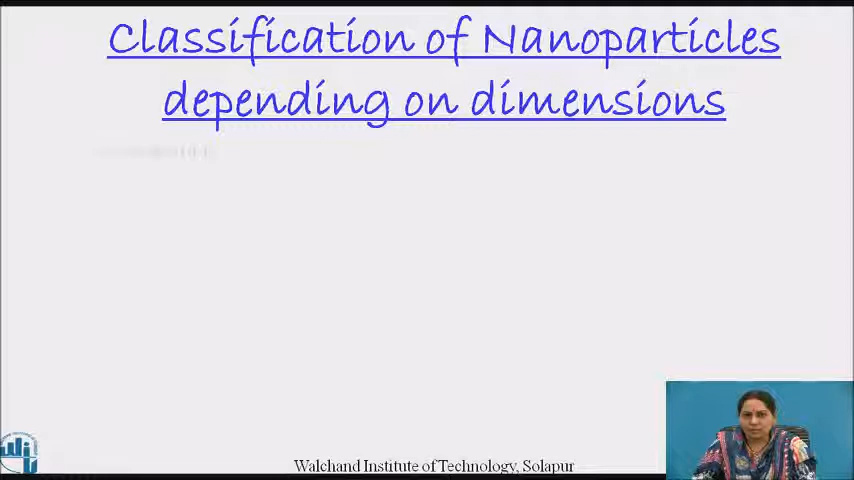 Classification of Nanoparticles
depending on dimensions
Walchand Institute of Technology, Solapur